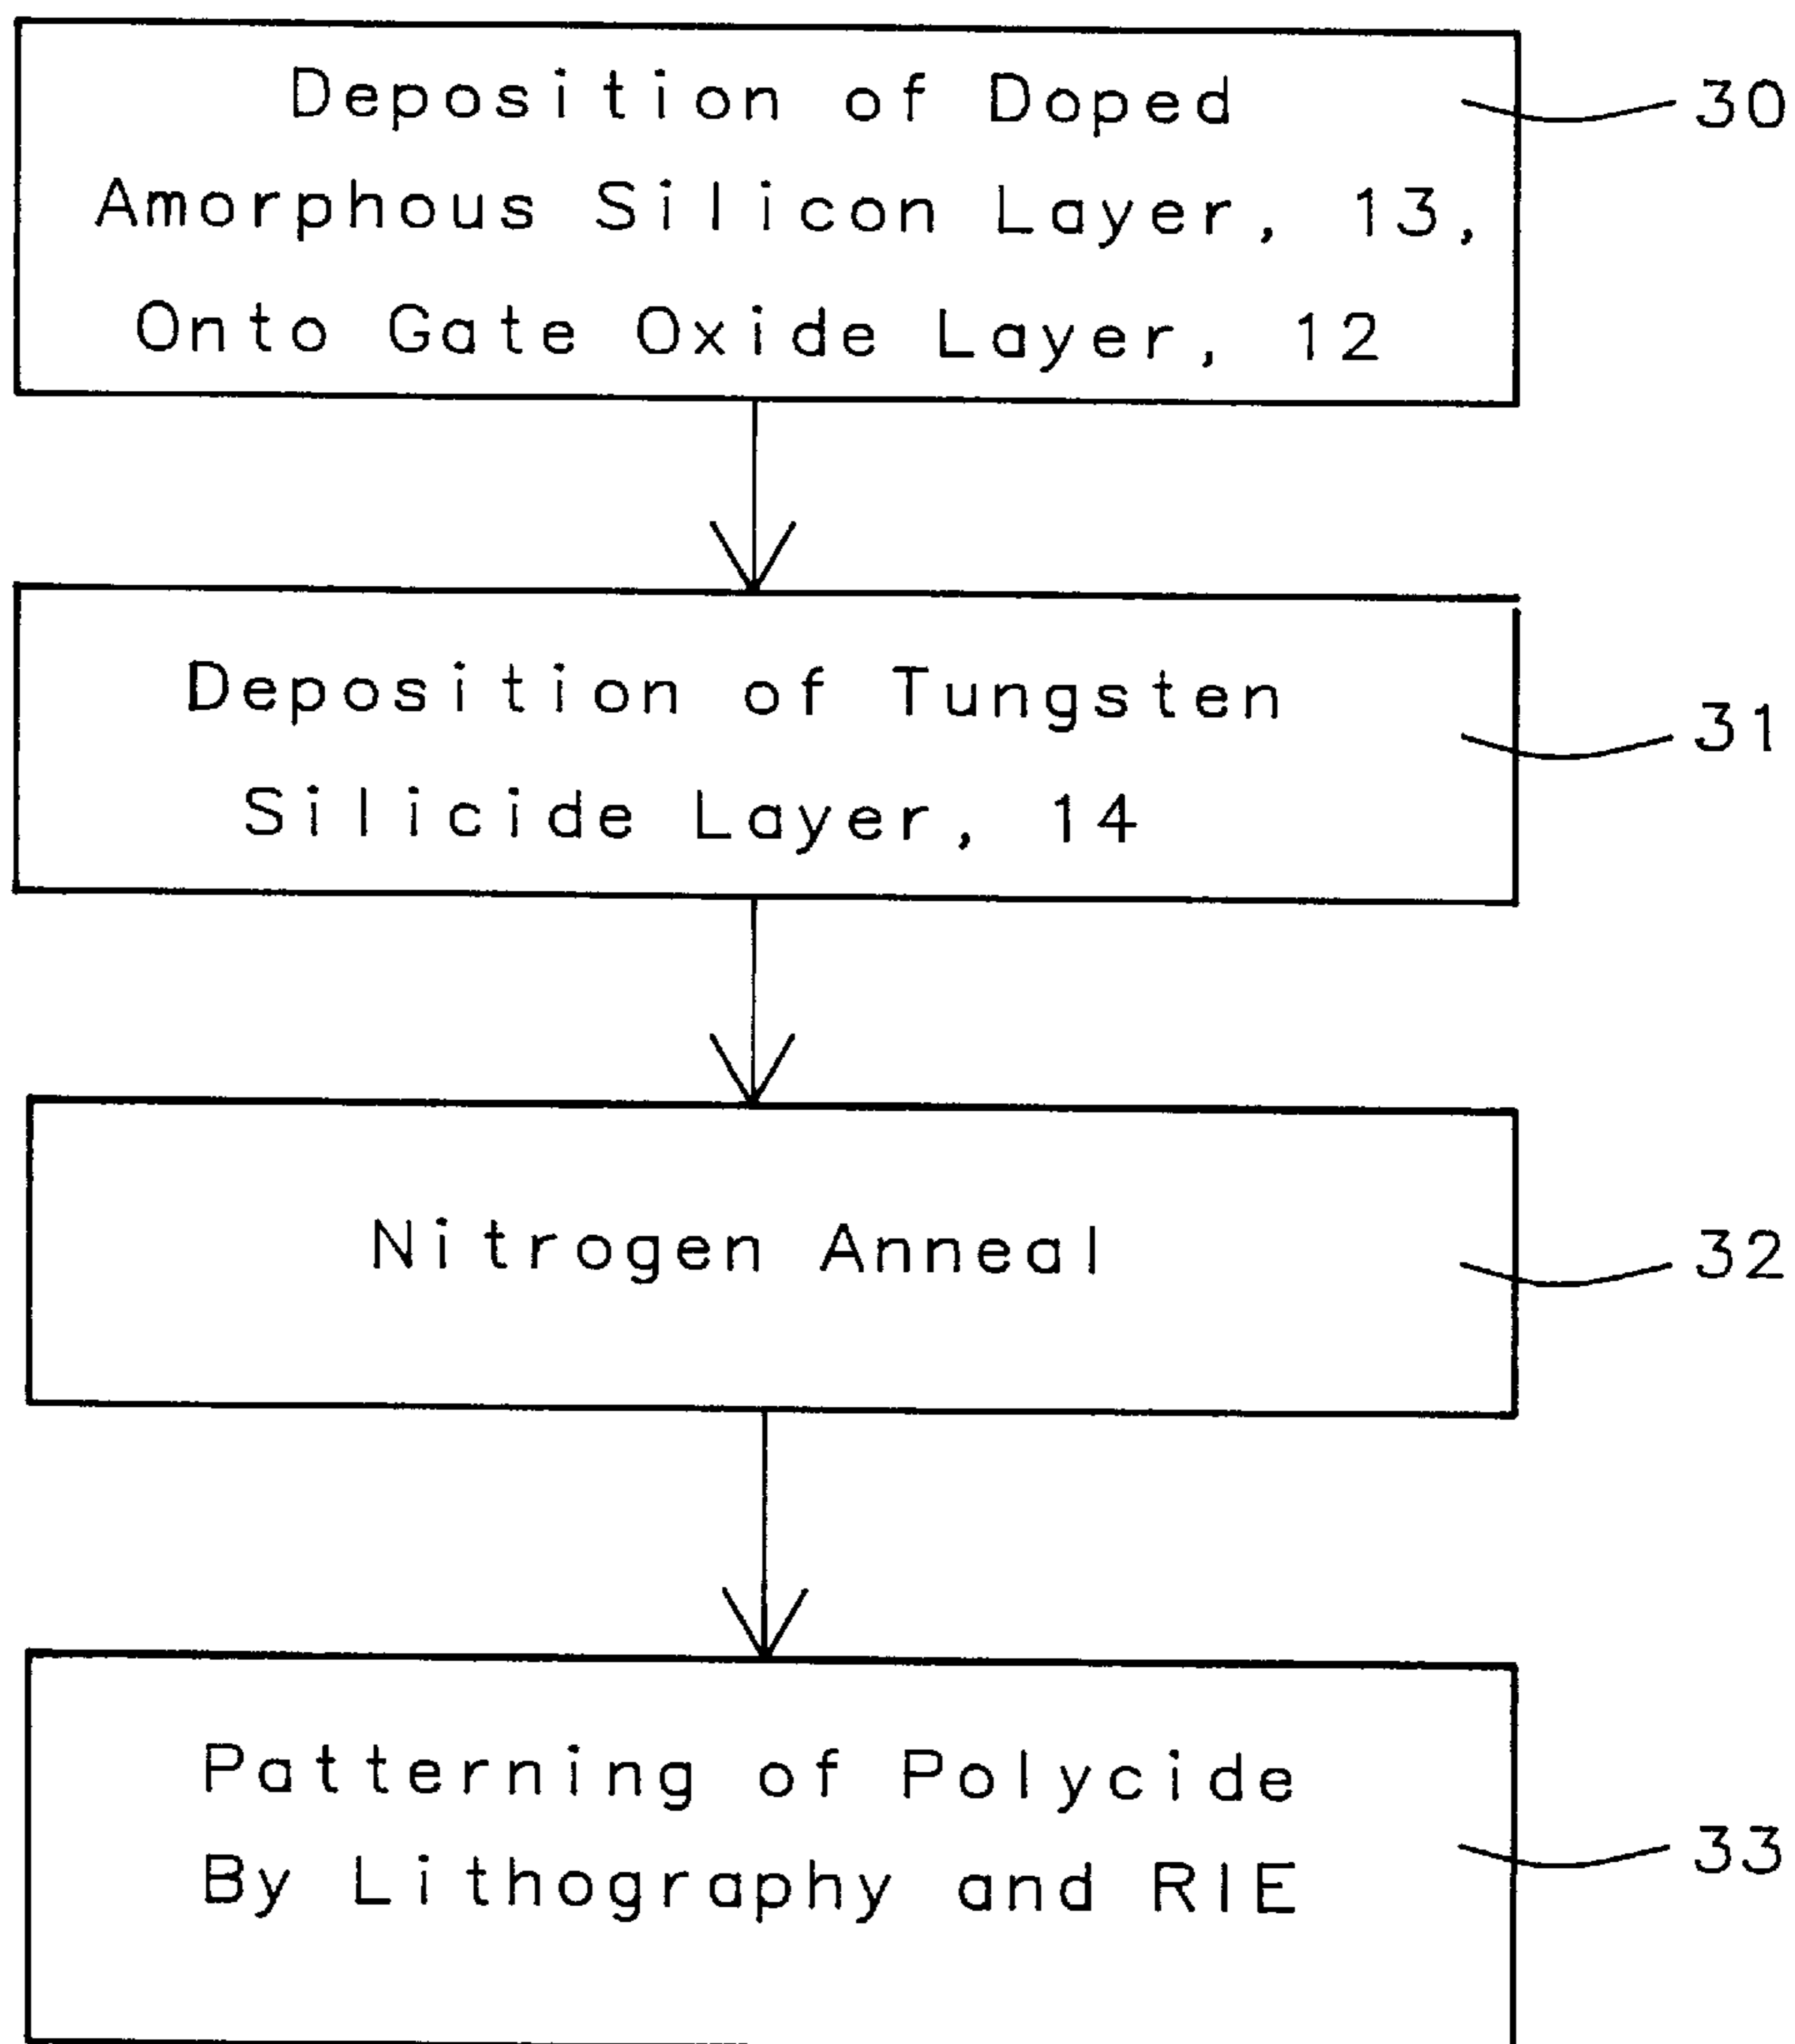 Deposition of Doped
30
Amorphous Silicon Layer, 13,
Onto Gate Oxide Layer, 12
Deposition of Tungsten
31
Silicide Layer, 14
Nitrogen Anneal
32
Patterning of Polycide
33
By Lithography and RIE